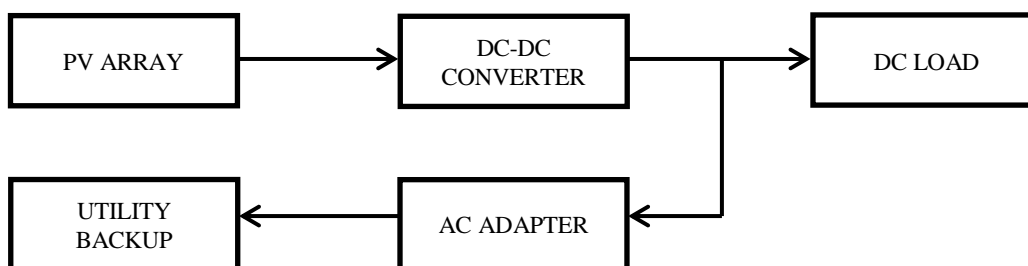 PV ARRAY
DC-DC
CONVERTER
DC LOAD
UTILITY
BACKUP
AC ADAPTER